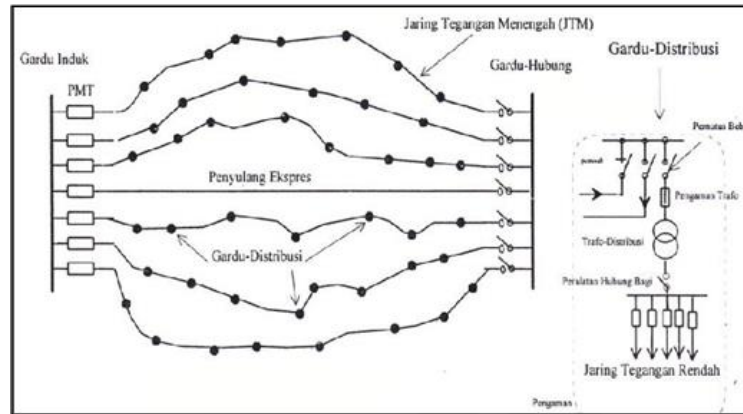 Jaring Tegangan Menengah (JTM)
Gardu Induk
PMT
Gardu-Hubung
Gardu-Distribusi
Penyulang Ekspres
Gardu-Distribusi
Pemutus
Pengaman Trafo
Trafo-Distribusi
Peralatan Hubung Bagi
Jaring Tegangan Rendah
Pengaman